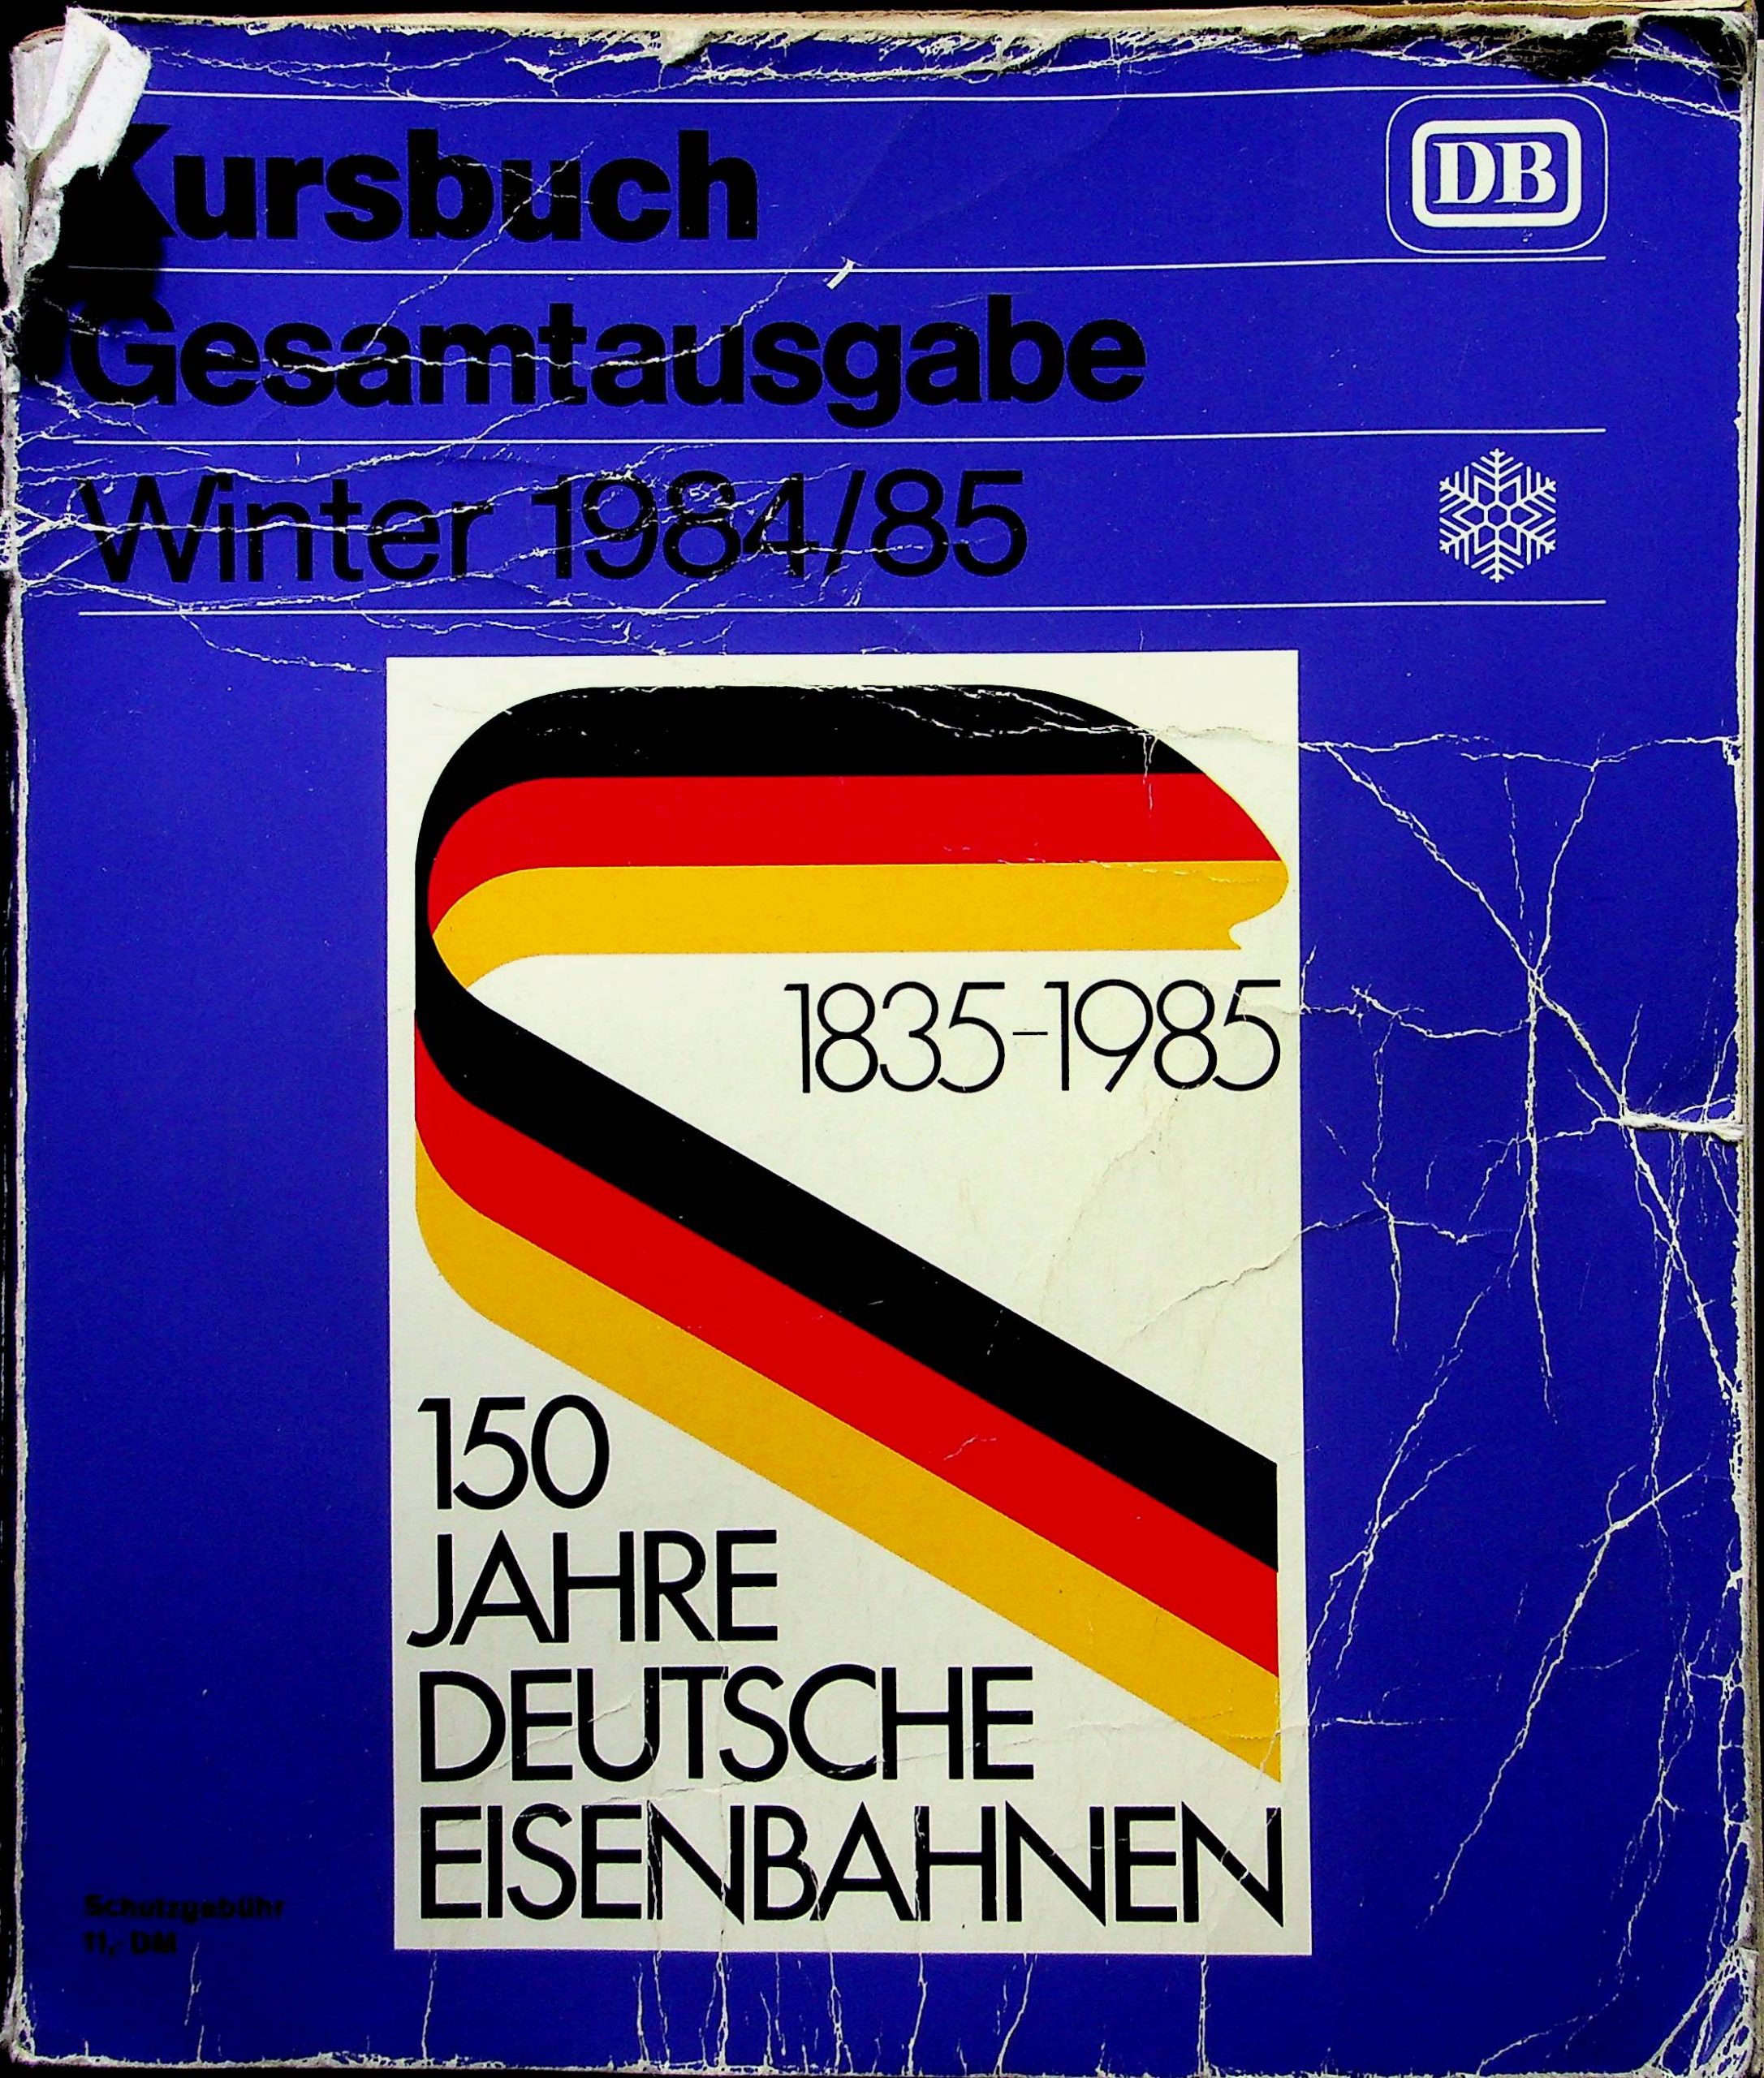 Kursbuch
DB
Gesamtausgabe
Winter 1984/85
1835-1985
150
JAHRE
DEUTSCHE
EISENBAHNEN
Schutzgebühr
11,- DM